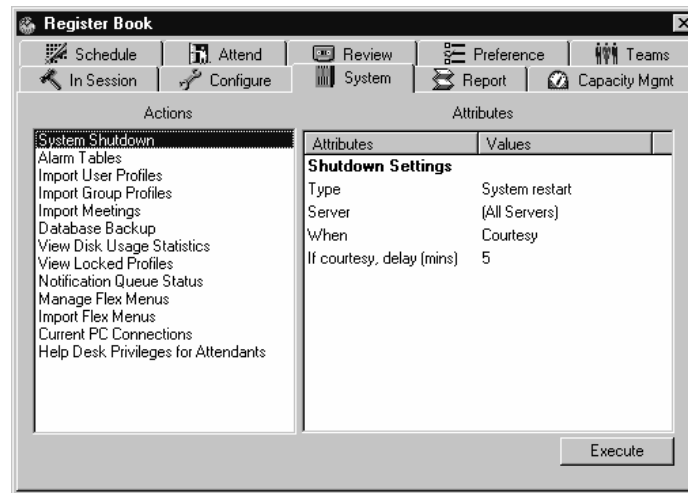 Register Book
Schedule Attend Review Preference Teams
In Session Configure System Report Capacity Mgmt
Actions
System Shutdown
Alarm Tables
Import User Profiles
Import Group Profiles
Import Meetings
Database Backup
View Disk Usage Statistics
View Locked Profiles
Notification Queue Status
Manage Flex Menus
Import Flex Menus
Current PC Connections
Help Desk Privileges for Attendants
Attributes
Attributes Values
Shutdown Settings
Type System restart
Server (All Servers)
When Courtesy
If courtesy, delay (mins) 5
Execute